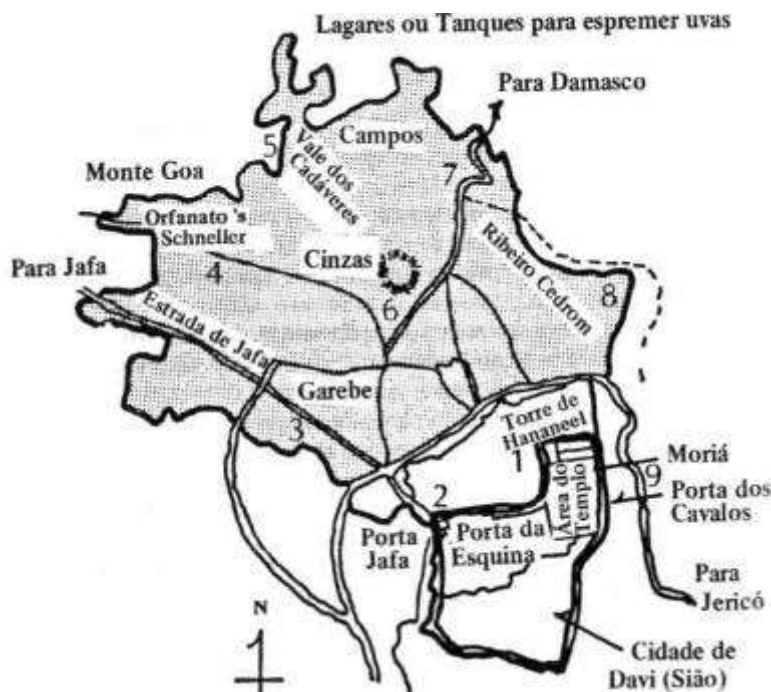 Lagares ou Tanques para espremer uvas
Para Damasco
Campos
5
Vale dos
Cadáveres
7
Monte Goa
Orfanato 's
Schneller
Cinzas
Ribeiro Cedrom
Para Jafa
4
6
8
Estrada de Jafa
Garebe
3
Torre de
Hananeel
1
Moriá
9
Área do
Templo
Porta dos
Cavalos
2
Porta
Jafa
Porta da
Esquina
Para
Jericó
N
Cidade de
Davi (Sião)